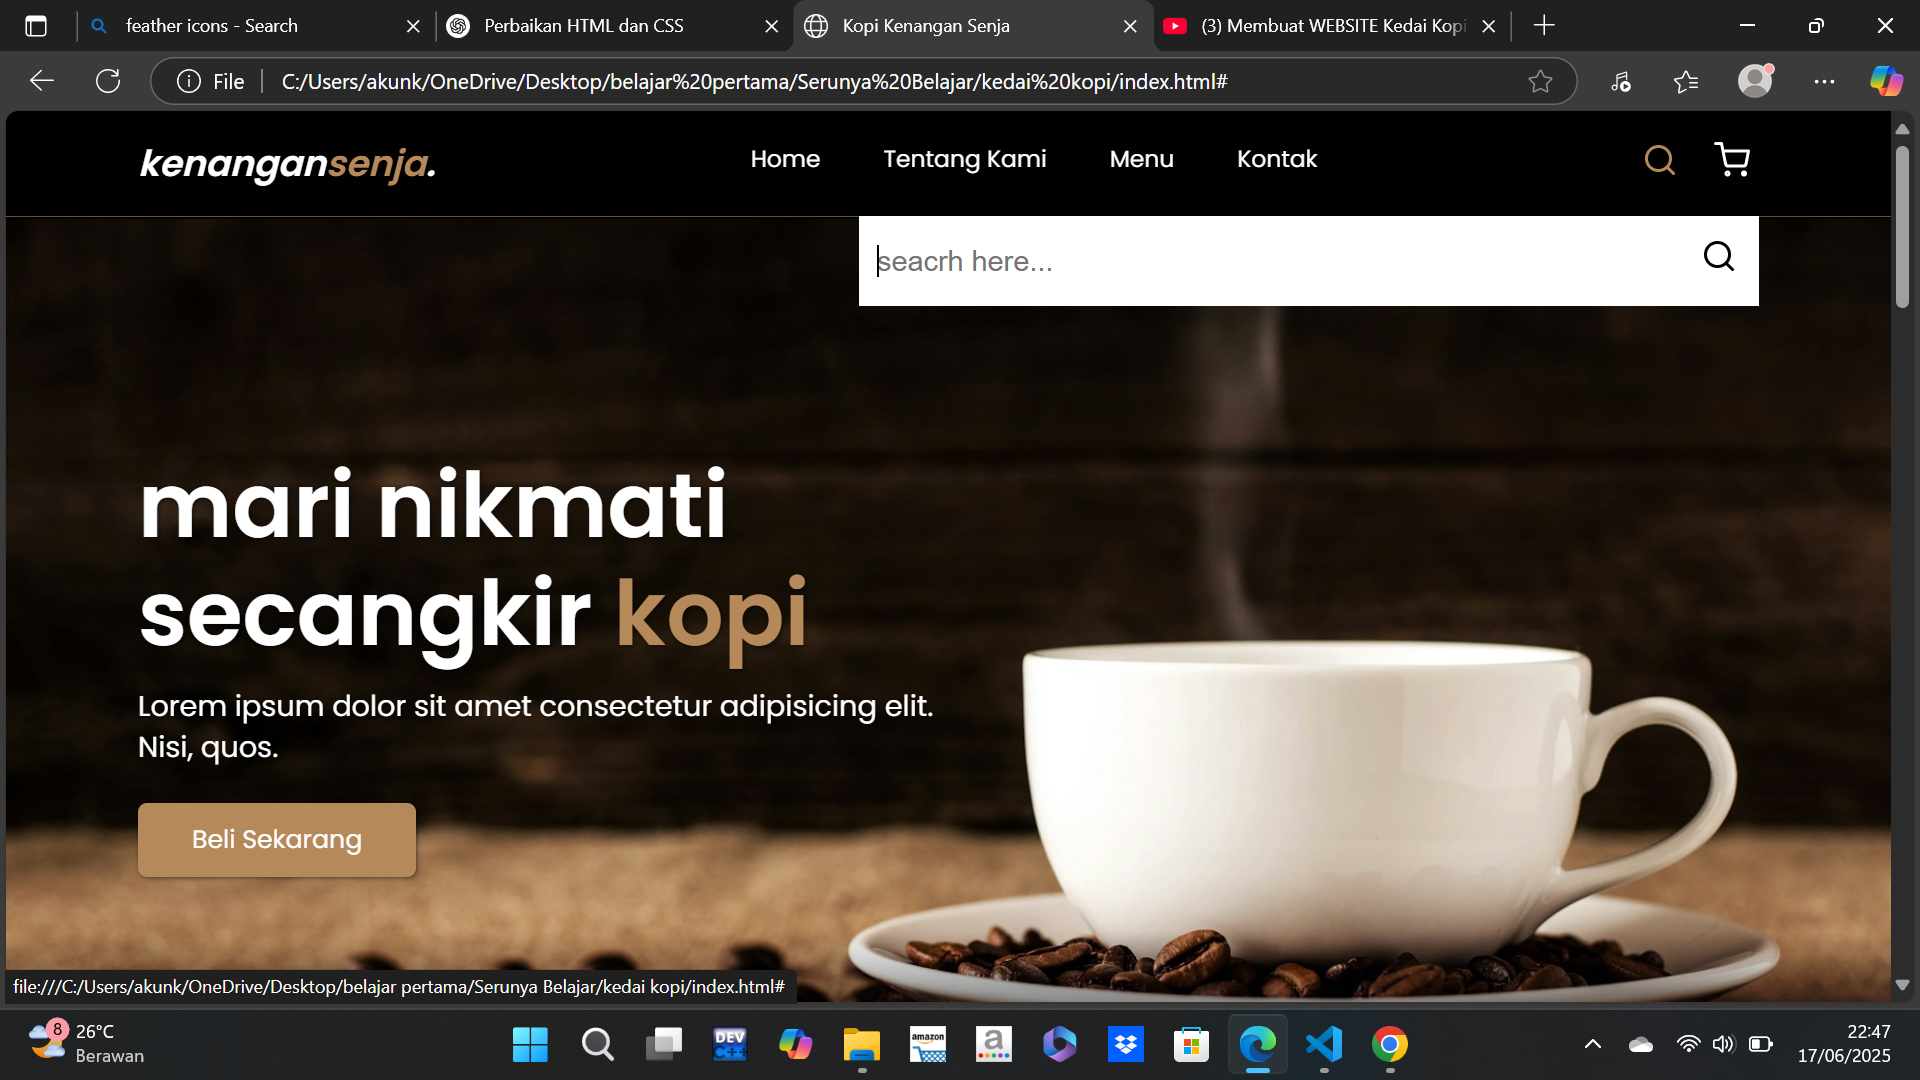 feather icons - Search
Perbaikan HTML dan CSS
Kopi Kenangan Senja
(3) Membuat WEBSITE Kedai Kopi
File
C:/Users/akunk/OneDrive/Desktop/belajar%20pertama/Serunya%20Belajar/kedai%20kopi/index.html#
kenangansenja.
Home
Tentang Kami
Menu
Kontak
seacrh here...
mari nikmati
secangkir kopi
Lorem ipsum dolor sit amet consectetur adipisicing elit.
Nisi, quos.
Beli Sekarang
file:///C:/Users/akunk/OneDrive/Desktop/belajar pertama/Serunya Belajar/kedai kopi/index.html#
8
26°C
Berawan
DEV
C++
amazon
a
22:47
17/06/2025